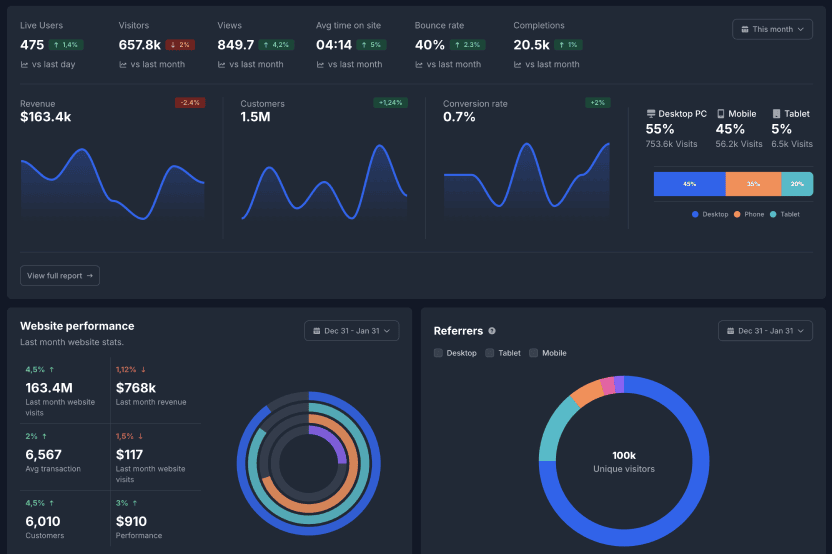 Live Users
Visitors
Views
Avg time on site
Bounce rate
Completions
475 ↑ 1,4%
657.8k ↓ 2%
849.7 ↑ 4,2%
04:14 ↑ 5%
40% ↑ 2.3%
20.5k ↑ 1%
This month
vs last day
vs last month
vs last month
vs last month
vs last month
vs last month
Revenue
-2.4%
$163.4k
Customers
+1,24%
1.5M
Conversion rate
+2%
0.7%
Desktop PC
55%
753.6k Visits
Mobile
45%
56.2k Visits
Tablet
5%
6.5k Visits
45%
35%
20%
Desktop
Phone
Tablet
View full report →
Website performance
Last month website stats.
Dec 31 - Jan 31
4,5% ↑
163.4M
Last month website
visits
1,12% ↓
$768k
Last month revenue
2% ↑
6,567
Avg transaction
1,5% ↓
$117
Last month website
visits
4,5% ↑
6,010
Customers
3% ↑
$910
Performance
Referrers ?
Dec 31 - Jan 31
Desktop
Tablet
Mobile
100k
Unique visitors